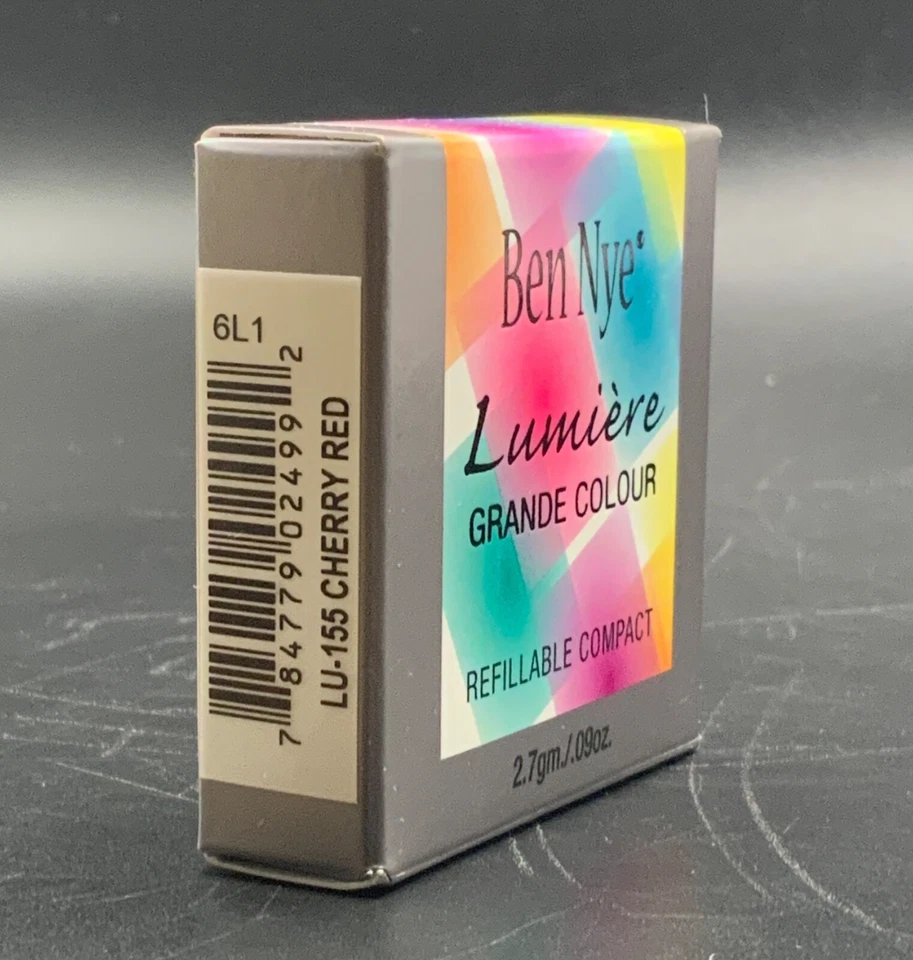 6L1
7 84779 02499 2
LU-155 CHERRY RED
Ben Nye®
Lumière
GRANDE COLOUR
REFILLABLE COMPACT
2.7gm./.09oz.